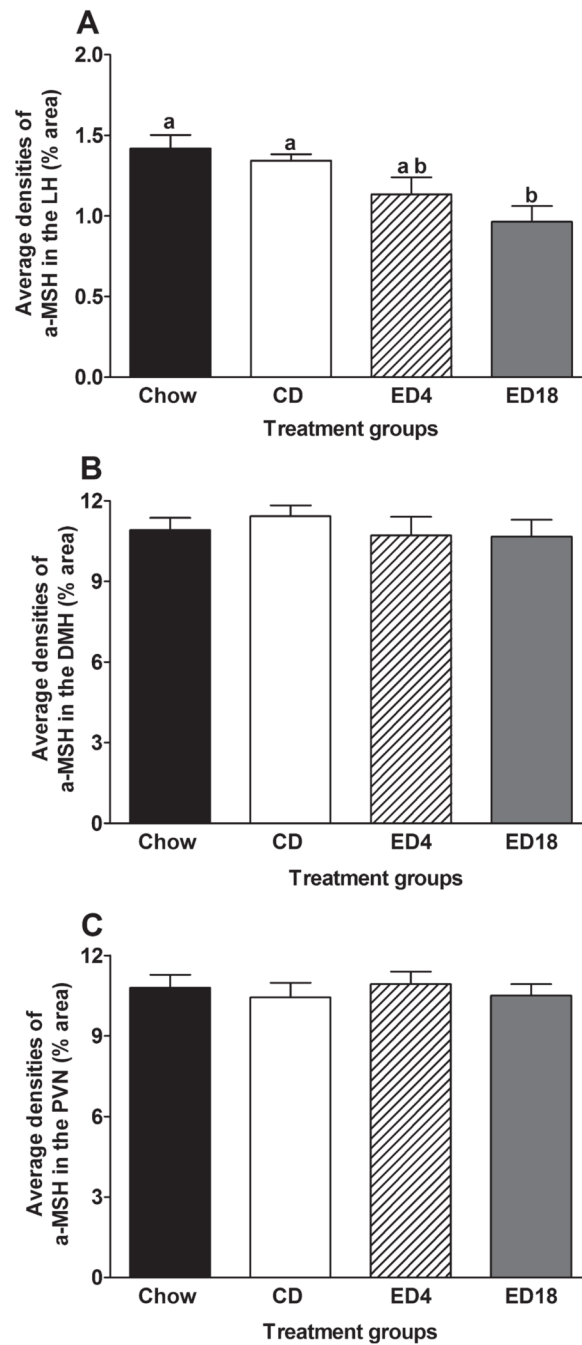 A
Average densities of
a-MSH in the LH (% area)
2.0
1.5
1.0
0.5
0.0
a
a
a b
b
Chow CD ED4 ED18
Treatment groups
B
Average densities of
a-MSH in the DMH (% area)
12
9
6
3
0
Chow CD ED4 ED18
Treatment groups
C
Average densities of
a-MSH in the PVN (% area)
12
9
6
3
0
Chow CD ED4 ED18
Treatment groups